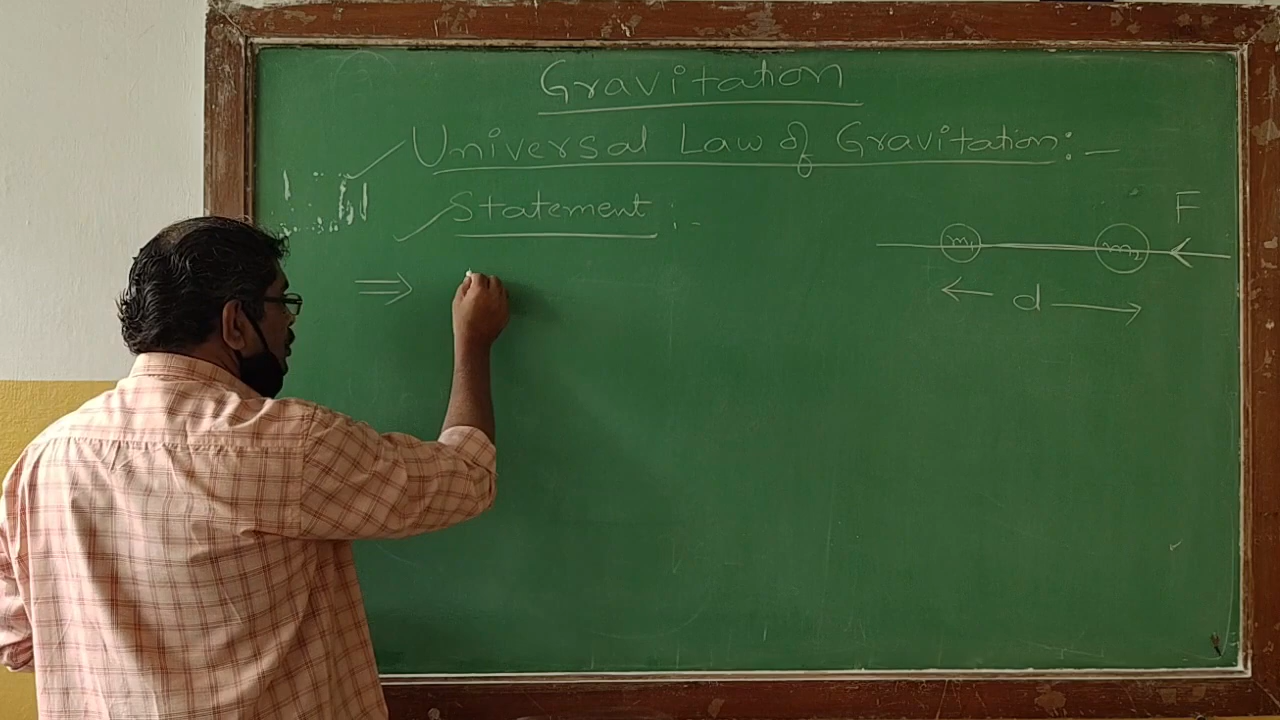 Gravitation
Universal Law of Gravitation:-
Statement :-
F
m₁ m₂
⇒
← d →